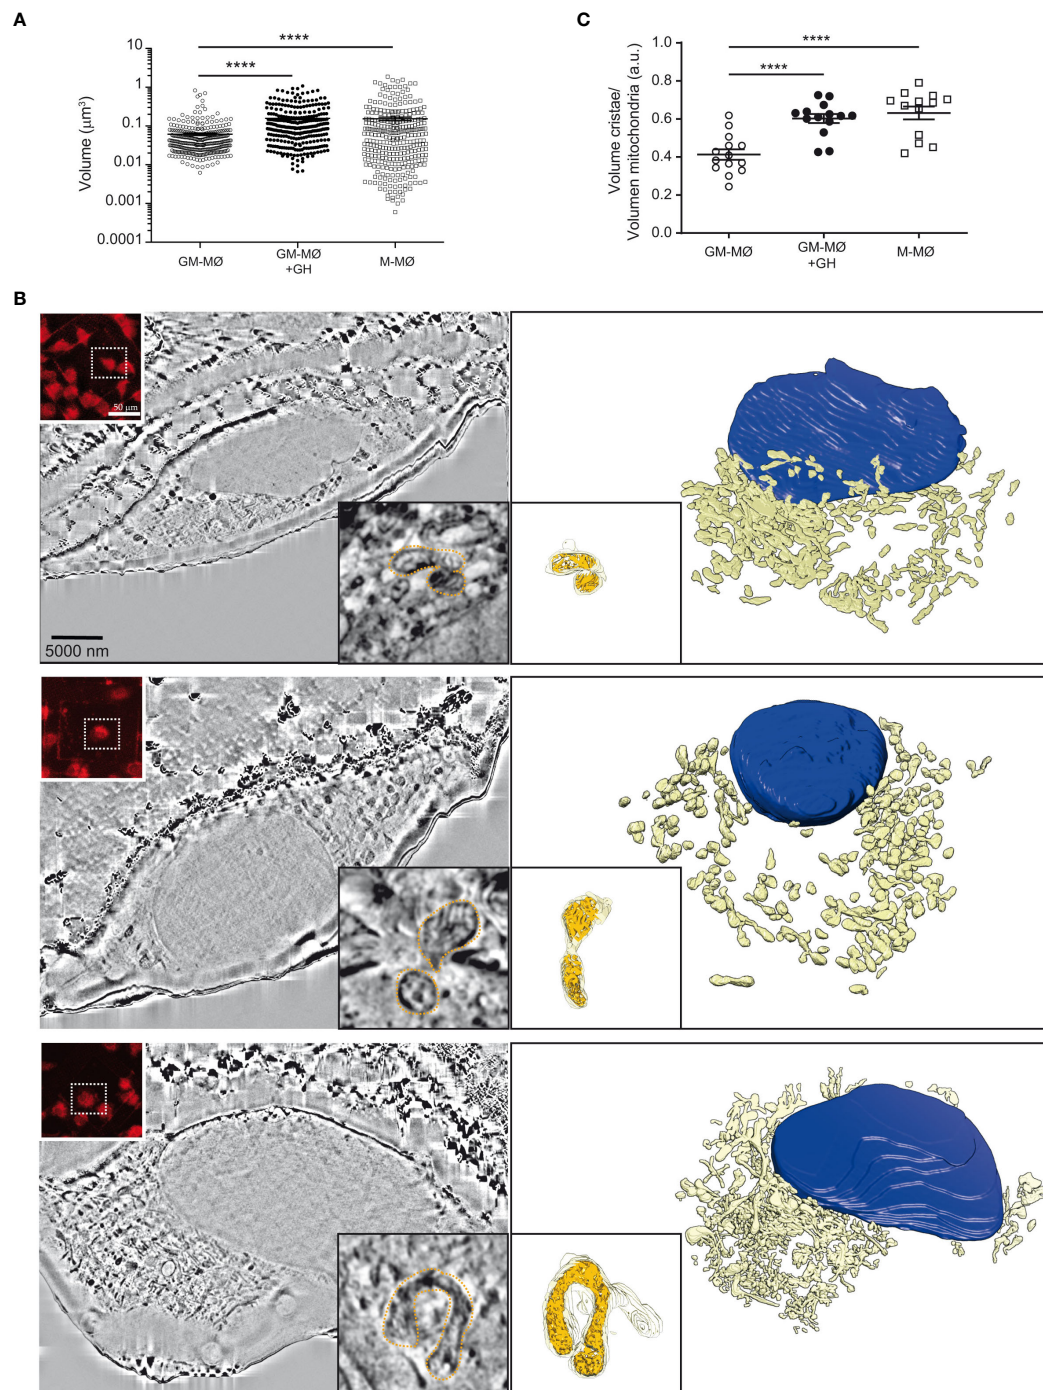 A
Volume (µm³)
10
1
0.1
0.01
0.001
0.0001
****
****
GM-MØ
GM-MØ
+GH
M-MØ
C
Volume cristae/
Volumen mitochondria (a.u.)
1.0
0.8
0.6
0.4
0.2
0.0
****
****
GM-MØ
GM-MØ
+GH
M-MØ
B
50 µm
5000 nm